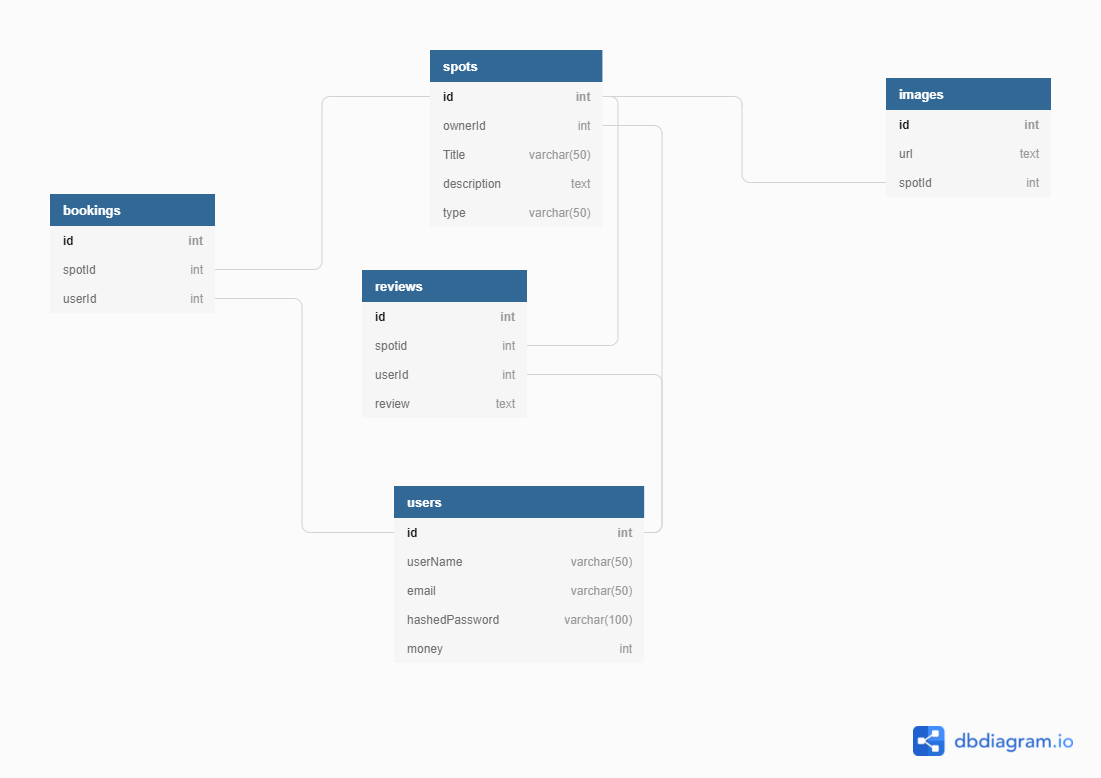 spots
id int
ownerId int
Title varchar(50)
description text
type varchar(50)
images
id int
url text
spotId int
bookings
id int
spotId int
userId int
reviews
id int
spotid int
userId int
review text
users
id int
userName varchar(50)
email varchar(50)
hashedPassword varchar(100)
money int
dbdiagram.io